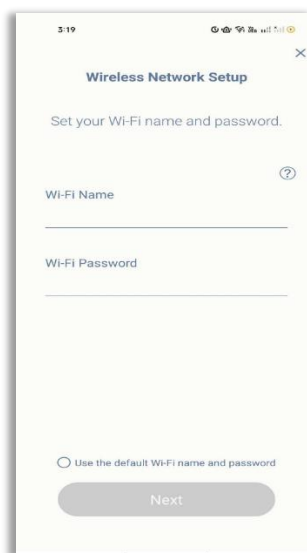 3:19
Wireless Network Setup
Set your Wi-Fi name and password.
?
Wi-Fi Name
Wi-Fi Password
Use the default Wi-Fi name and password
Next